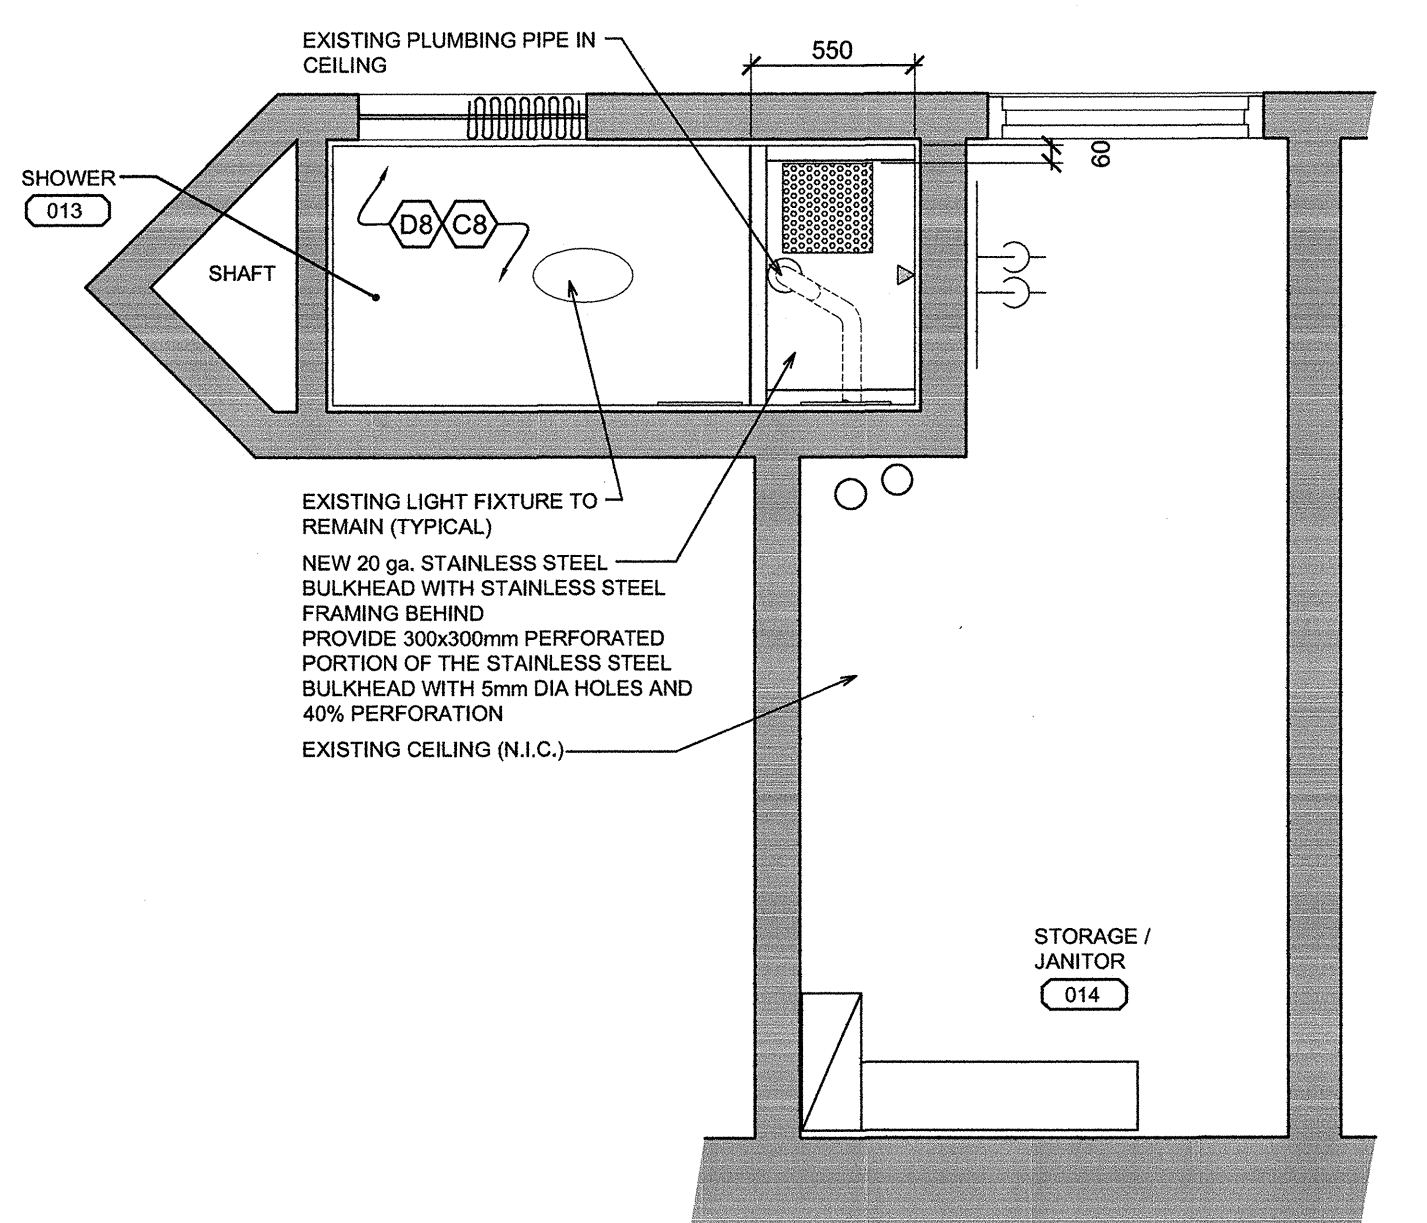 EXISTING PLUMBING PIPE IN
CEILING
550
60
SHOWER
013
D8
C8
SHAFT
EXISTING LIGHT FIXTURE TO
REMAIN (TYPICAL)
NEW 20 ga. STAINLESS STEEL
BULKHEAD WITH STAINLESS STEEL
FRAMING BEHIND
PROVIDE 300x300mm PERFORATED
PORTION OF THE STAINLESS STEEL
BULKHEAD WITH 5mm DIA HOLES AND
40% PERFORATION
EXISTING CEILING (N.I.C.)
STORAGE /
JANITOR
014